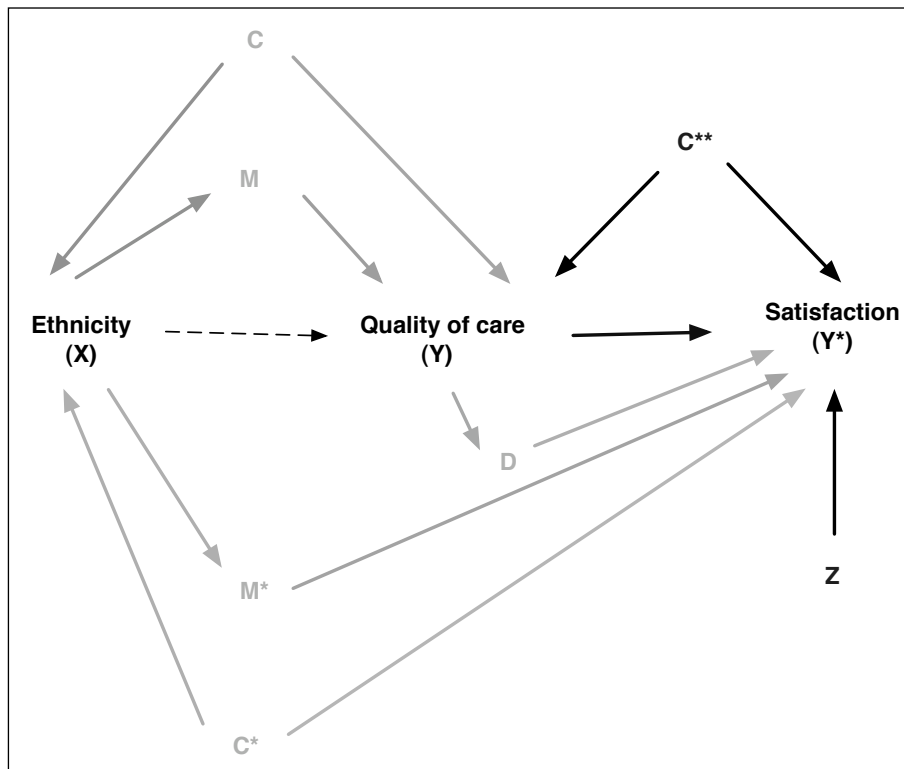 C
C**
M
Ethnicity
(X)
Quality of care
(Y)
Satisfaction
(Y*)
D
M*
Z
C*